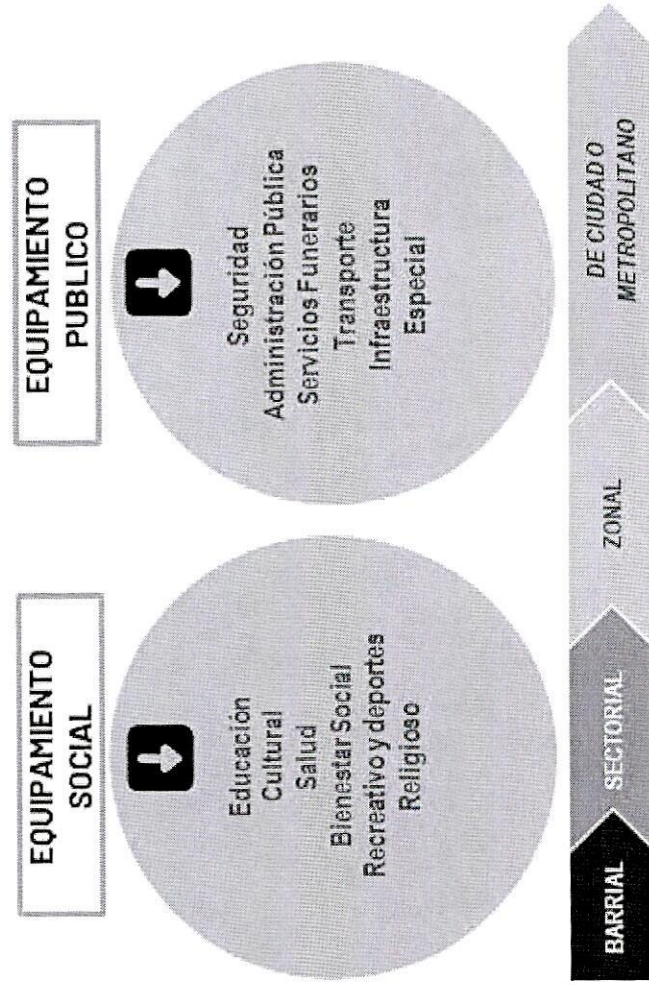 EQUIPAMIENTO
SOCIAL
Educación
Cultural
Salud
Bienestar Social
Recreativo y deportes
Religioso
EQUIPAMIENTO
PUBLICO
Seguridad
Administración Pública
Servicios Funerarios
Transporte
Infraestructura
Especial
BARRIAL
SECTORIAL
ZONAL
DE CIUDAD O
METROPOLITANO